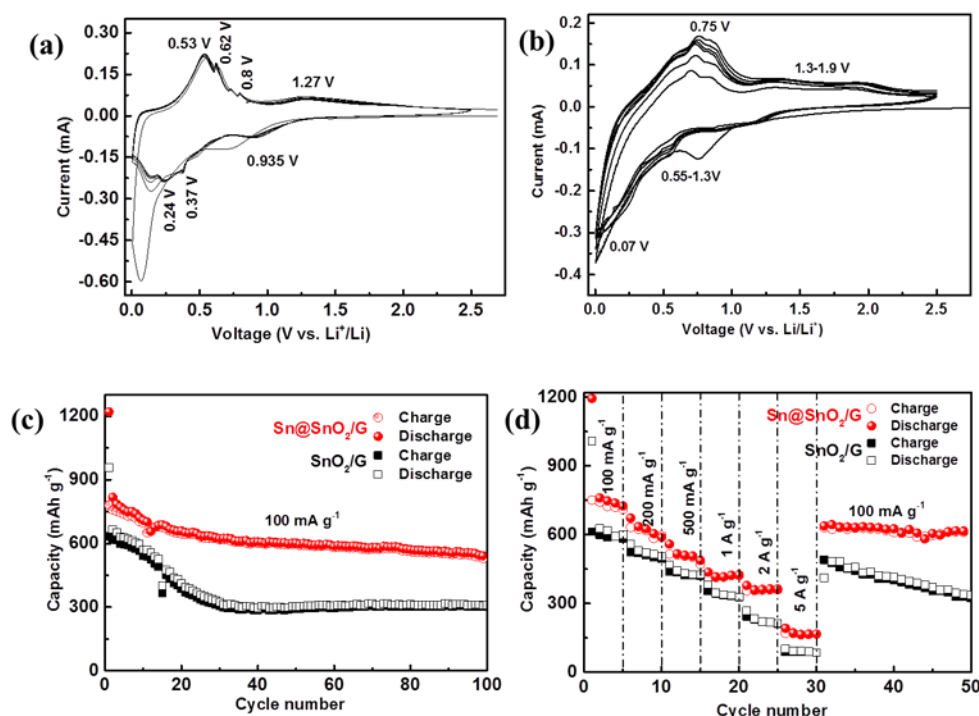 (a)
0.30
0.15
0.00
-0.15
-0.30
-0.45
-0.60
Current (mA)
0.53 V
0.62 V
0.8 V
1.27 V
0.935 V
0.24 V
0.37 V
0.0 0.5 1.0 1.5 2.0 2.5
Voltage (V vs. Li⁺/Li)
(b)
0.2
0.1
0.0
-0.1
-0.2
-0.3
-0.4
Current (mA)
0.75 V
1.3-1.9 V
0.55-1.3V
0.07 V
0.0 0.5 1.0 1.5 2.0 2.5
Voltage (V vs. Li/Li⁺)
(c)
1200
900
600
300
0
Capacity (mAh g⁻¹)
Sn@SnO₂/G
Charge
Discharge
SnO₂/G
Charge
Discharge
100 mA g⁻¹
0 20 40 60 80 100
Cycle number
(d)
1200
900
600
300
0
Capacity (mAh g⁻¹)
Sn@SnO₂/G
Charge
Discharge
SnO₂/G
Charge
Discharge
100 mA g⁻¹
200 mA g⁻¹
500 mA g⁻¹
1 A g⁻¹
2 A g⁻¹
5 A g⁻¹
100 mA g⁻¹
0 10 20 30 40 50
Cycle number